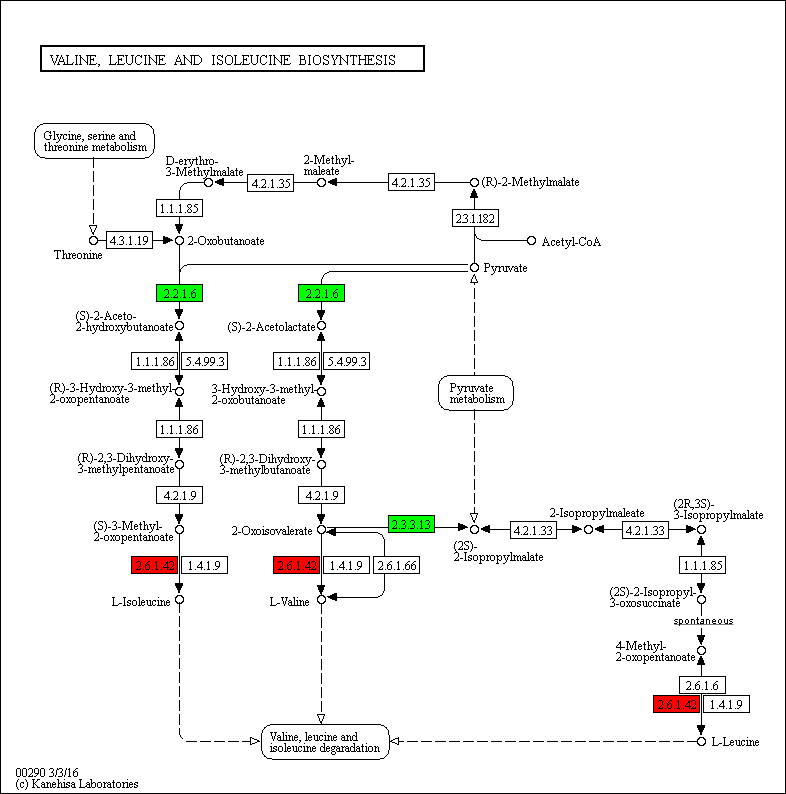 VALINE, LEUCINE AND ISOLEUCINE BIOSYNTHESIS
Glycine, serine and
threonine metabolism
D-erythro-
3-Methylmalate
2-Methyl-
maleate
4.2.1.35
4.2.1.35
(R)-2-Methylmalate
1.1.1.85
2.3.1.182
4.3.1.19
2-Oxobutanoate
Acetyl-CoA
Threonine
Pyruvate
2.2.1.6
2.2.1.6
(S)-2-Aceto-
2-hydroxybutanoate
(S)-2-Acetolactate
1.1.1.86
5.4.99.3
1.1.1.86
5.4.99.3
(R)-3-Hydroxy-3-methyl-
2-oxopentanoate
3-Hydroxy-3-methyl-
2-oxobutanoate
Pyruvate
metabolism
1.1.1.86
1.1.1.86
(R)-2,3-Dihydroxy-
3-methylpentanoate
(R)-2,3-Dihydroxy-
3-methylbutanoate
4.2.1.9
4.2.1.9
(S)-3-Methyl-
2-oxopentanoate
2-Oxoisovalerate
2.3.3.13
(2S)-
2-Isopropylmalate
4.2.1.33
2-Isopropylmaleate
4.2.1.33
(2R,3S)-
3-Isopropylmalate
2.6.1.42
1.4.1.9
2.6.1.42
1.4.1.9
2.6.1.66
1.1.1.85
L-Isoleucine
L-Valine
(2S)-2-Isopropyl-
3-oxosuccinate
spontaneous
4-Methyl-
2-oxopentanoate
2.6.1.6
2.6.1.42
1.4.1.9
Valine, leucine and
isoleucine degaradation
L-Leucine
00290 3/3/16
(c) Kanehisa Laboratories